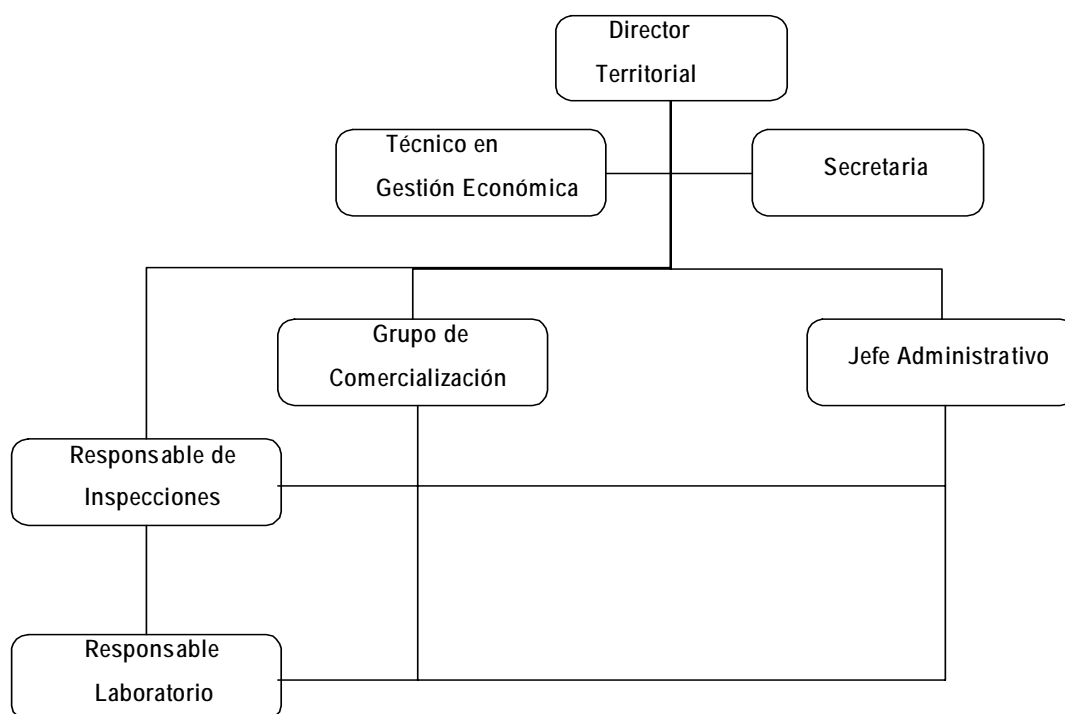 Director
Territorial
Técnico en
Gestión Económica
Secretaria
Grupo de
Comercialización
Jefe Administrativo
Responsable de
Inspecciones
Responsable
Laboratorio